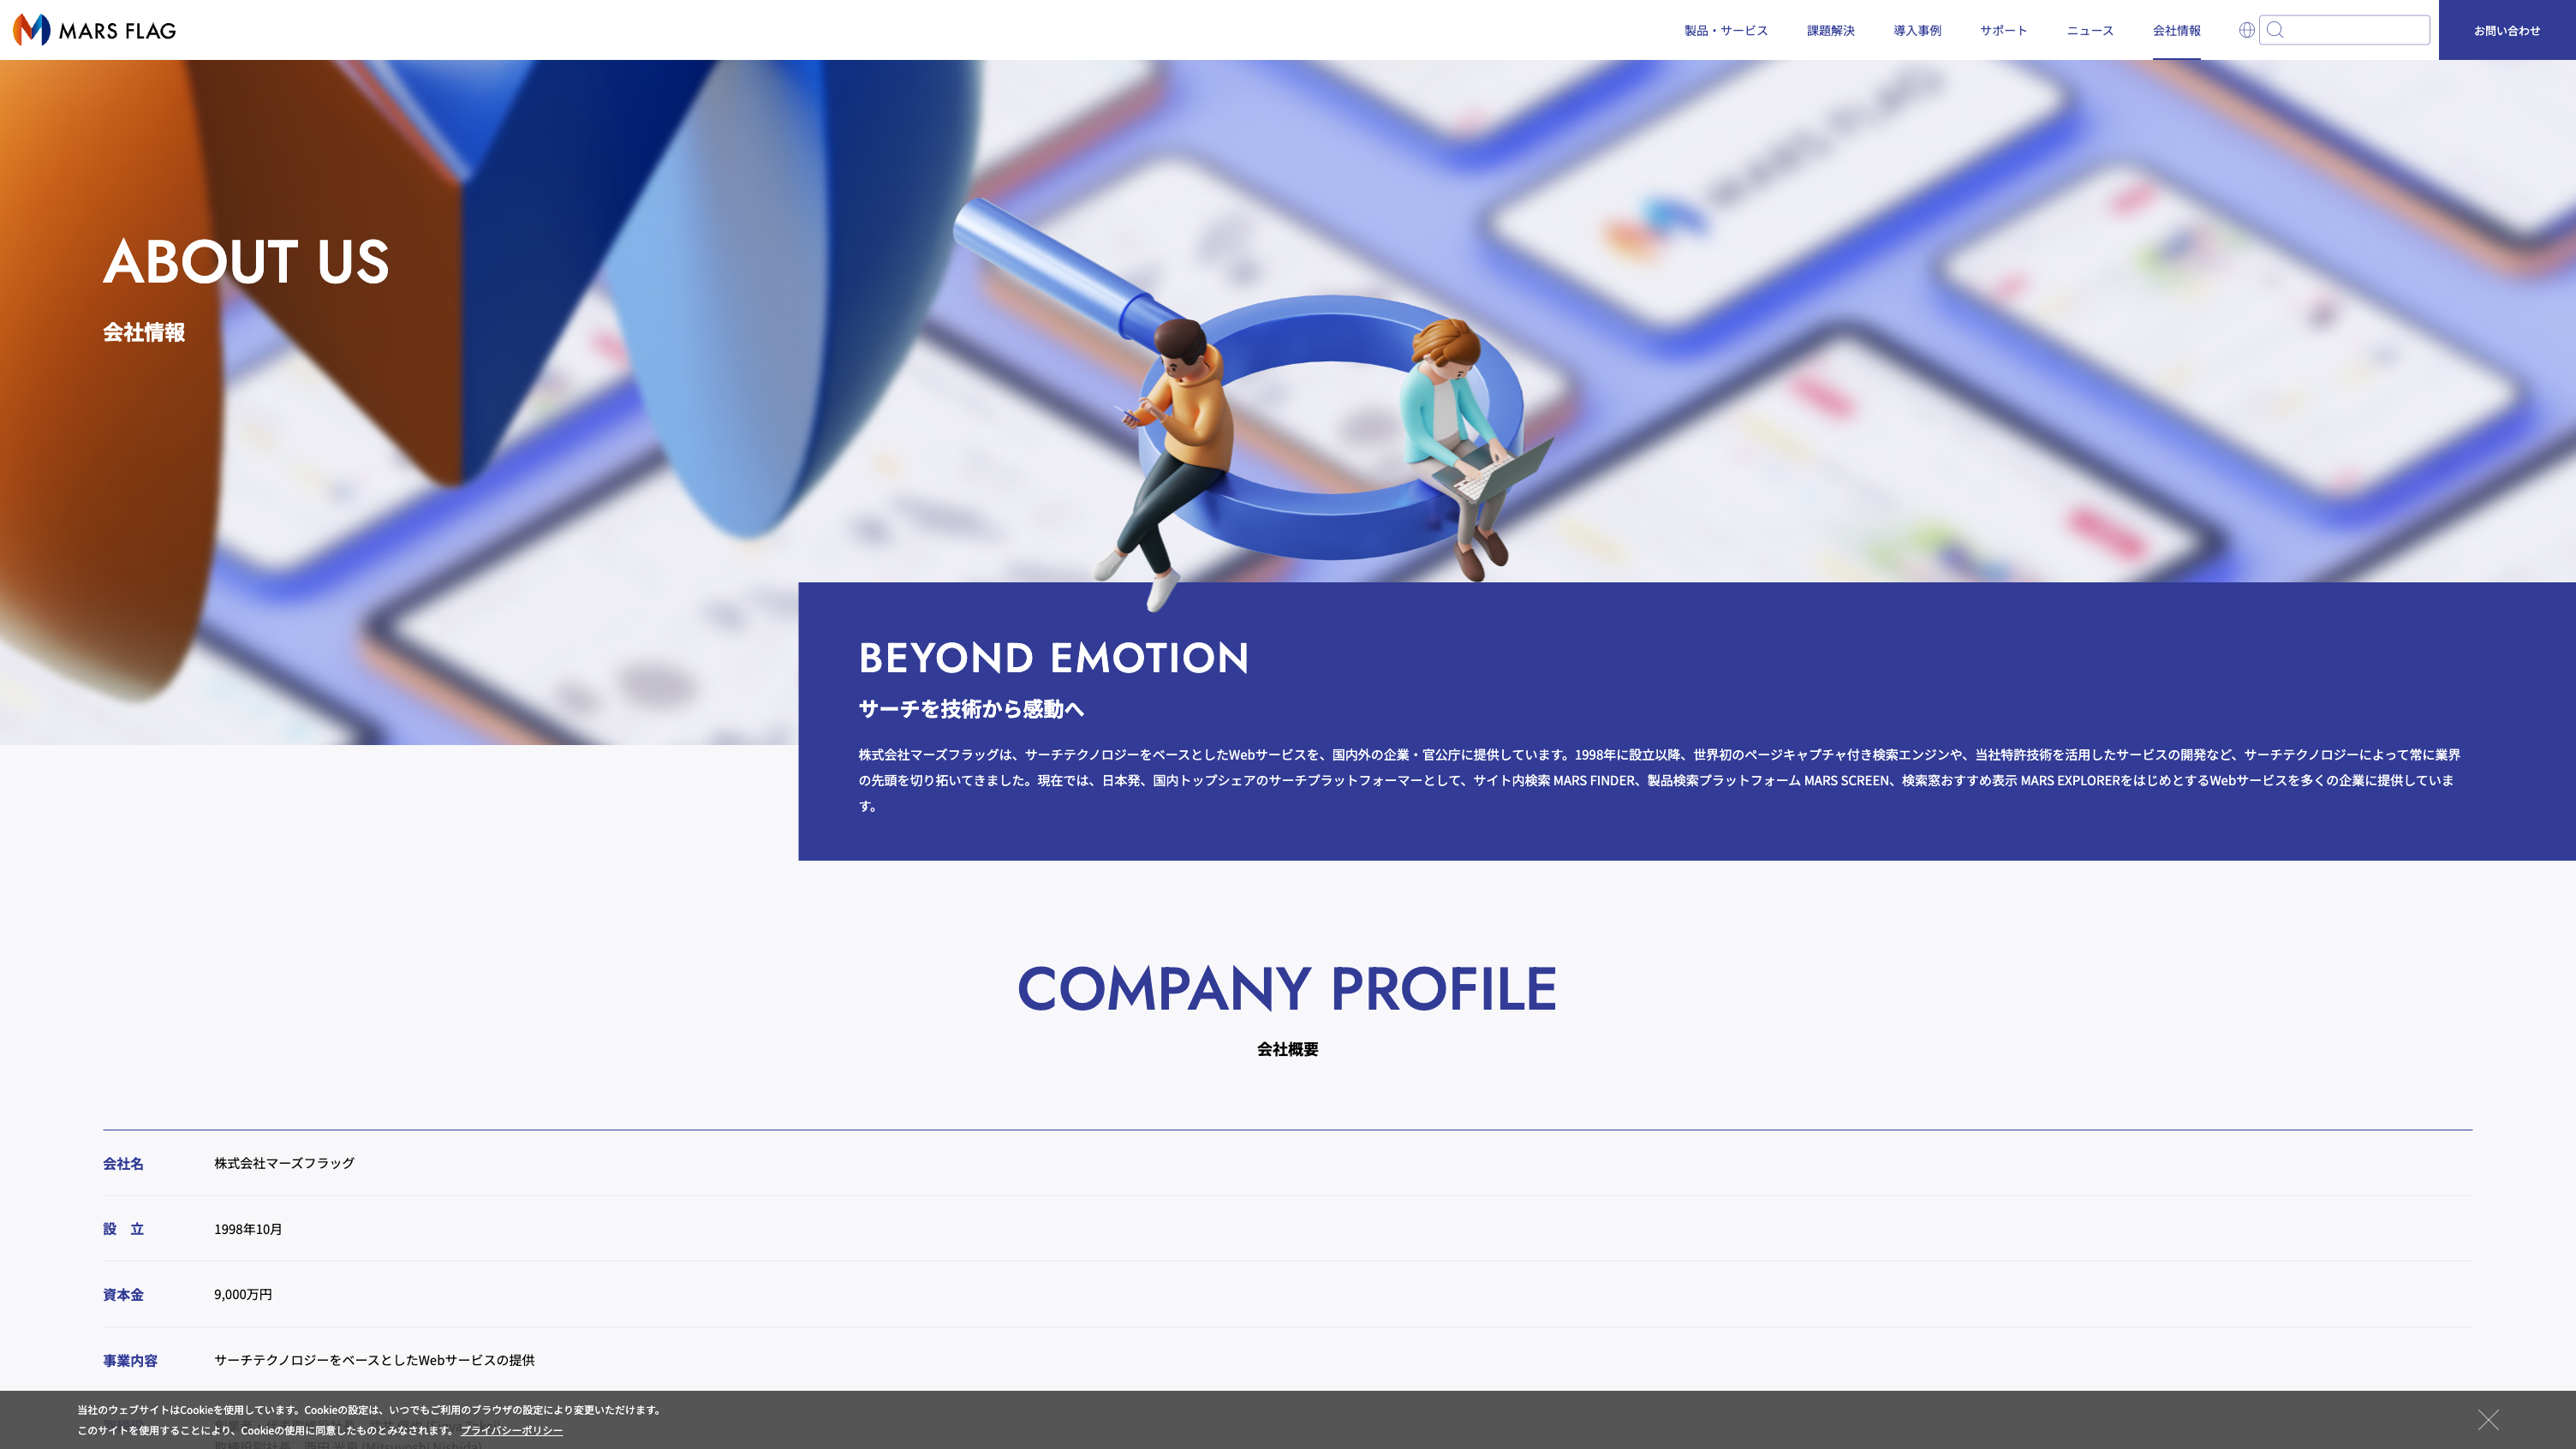 MARS FLAG
製品・サービス 課題解決 導入事例 サポート ニュース 会社情報 お問い合わせ
MARS FLAG
ABOUT US
会社情報
BEYOND EMOTION
サーチを技術から感動へ
株式会社マーズフラッグは、サーチテクノロジーをベースとしたWebサービスを、国内外の企業・官公庁に提供しています。1998年に設立以降、世界初のページキャプチャ付き検索エンジンや、当社特許技術を活用したサービスの開発など、サーチテクノロジーによって常に業界
の先頭を切り拓いてきました。現在では、日本発、国内トップシェアのサーチプラットフォーマーとして、サイト内検索 MARS FINDER、製品検索プラットフォーム MARS SCREEN、検索窓おすすめ表示 MARS EXPLORERをはじめとするWebサービスを多くの企業に提供していま
す。
COMPANY PROFILE
会社概要
会社名 株式会社マーズフラッグ
設 立 1998年10月
資本金 9,000万円
事業内容 サーチテクノロジーをベースとしたWebサービスの提供
当社のウェブサイトはCookieを使用しています。Cookieの設定は、いつでもご利用のブラウザの設定により変更いただけます。
このサイトを使用することにより、Cookieの使用に同意したものとみなされます。 プライバシーポリシー